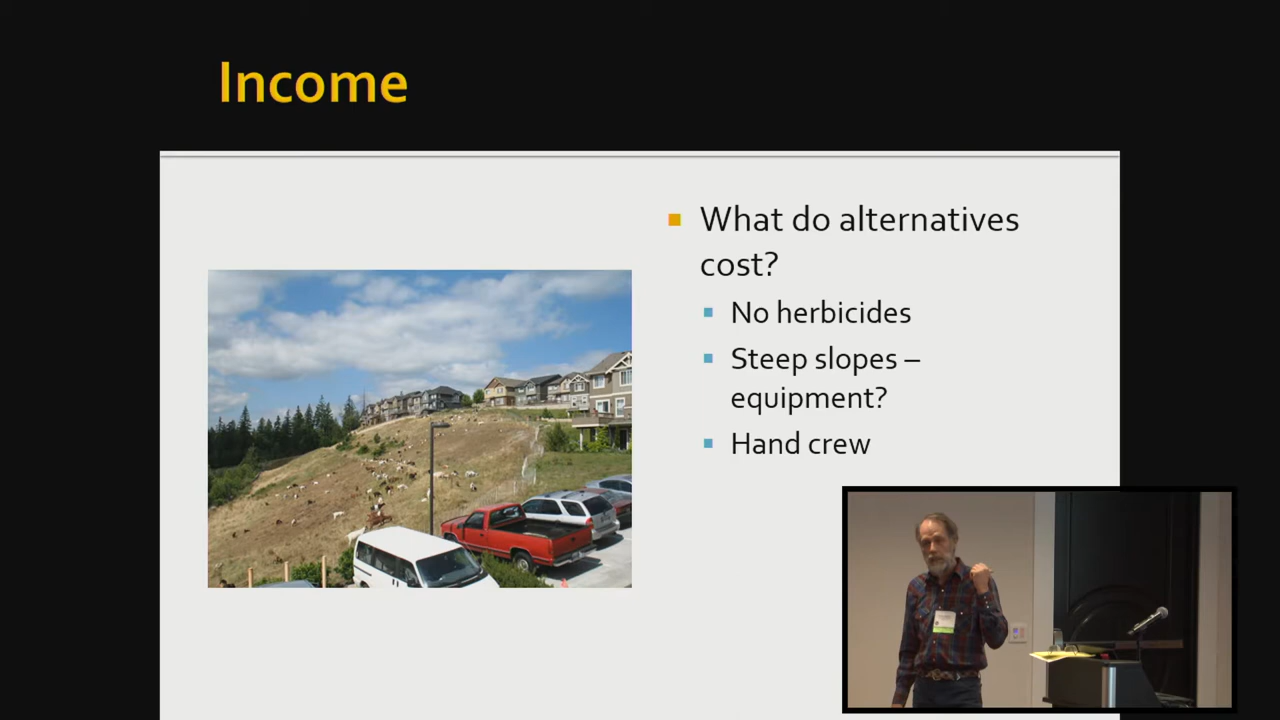 Income
What do alternatives
cost?
No herbicides
Steep slopes –
equipment?
Hand crew